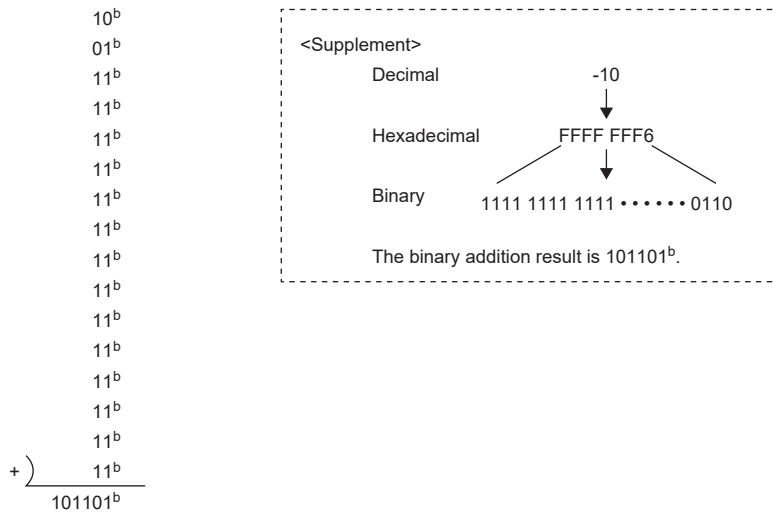 10ᵇ
01ᵇ
11ᵇ
11ᵇ
11ᵇ
11ᵇ
11ᵇ
11ᵇ
11ᵇ
11ᵇ
11ᵇ
11ᵇ
11ᵇ
11ᵇ
11ᵇ
+ ) 11ᵇ
101101ᵇ
<Supplement>
Decimal -10
Hexadecimal FFFF FFF6
Binary 1111 1111 1111 • • • • • • 0110
The binary addition result is 101101ᵇ.